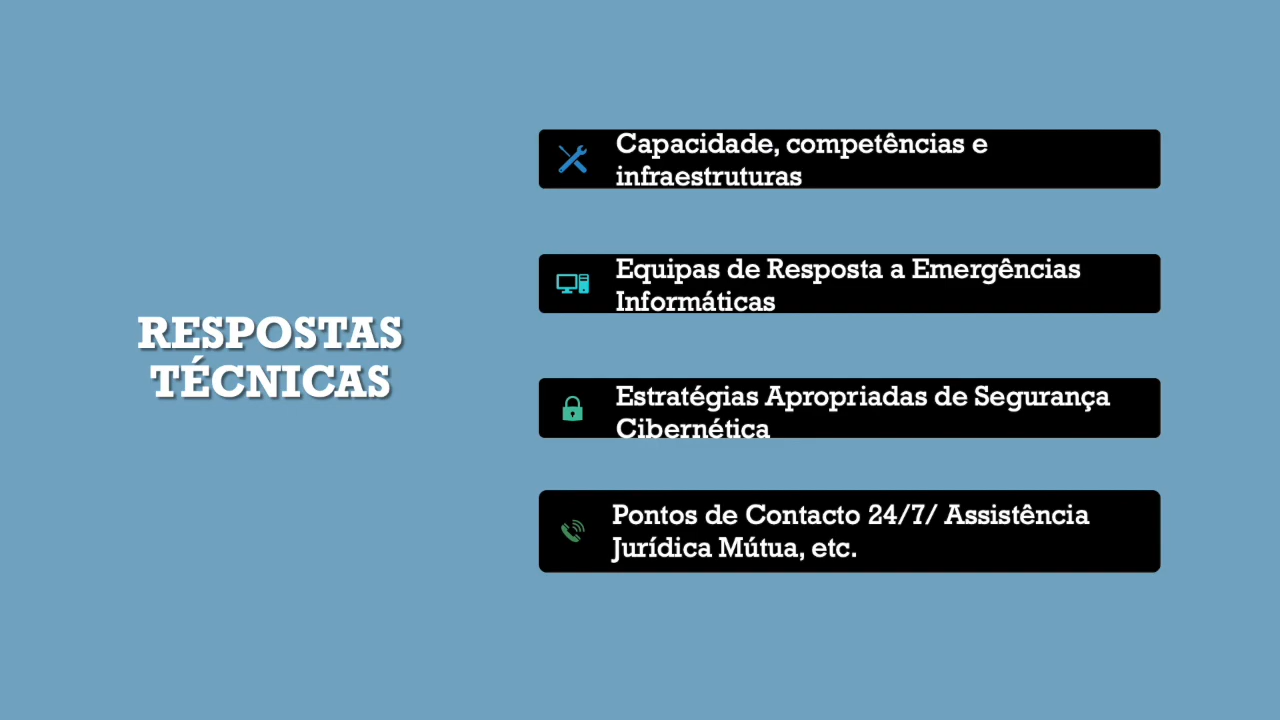 RESPOSTAS
TÉCNICAS
Capacidade, competências e
infraestruturas
Equipas de Resposta a Emergências
Informáticas
Estratégias Apropriadas de Segurança
Cibernética
Pontos de Contacto 24/7/ Assistência
Jurídica Mútua, etc.